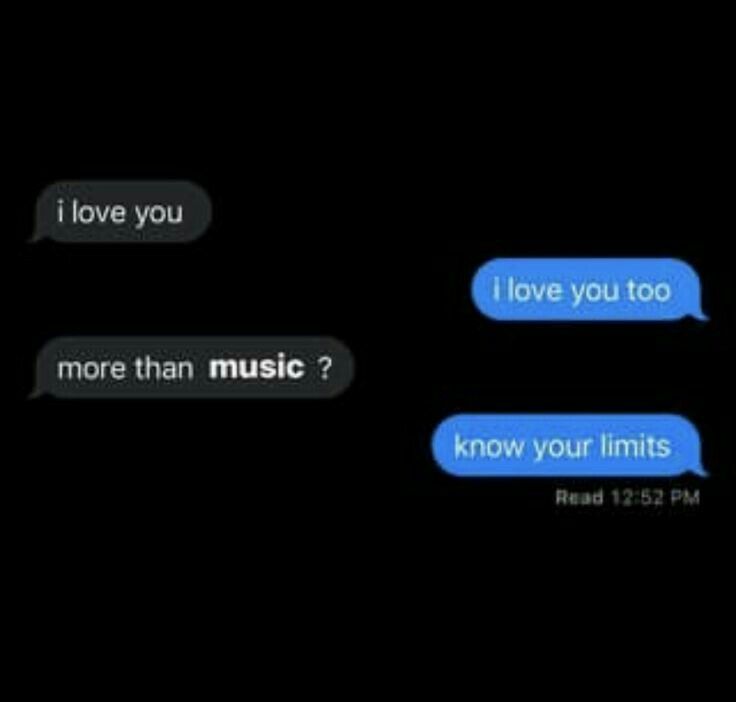 i love you
i love you too
more than music ?
know your limits
Read 12:52 PM